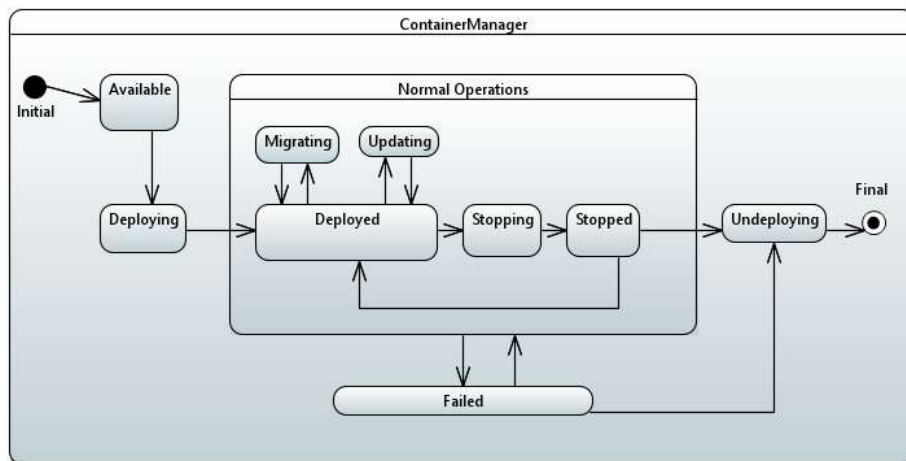 ContainerManager
Initial
Available
Normal Operations
Migrating
Updating
Deploying
Deployed
Stopping
Stopped
Undeploying
Final
Failed